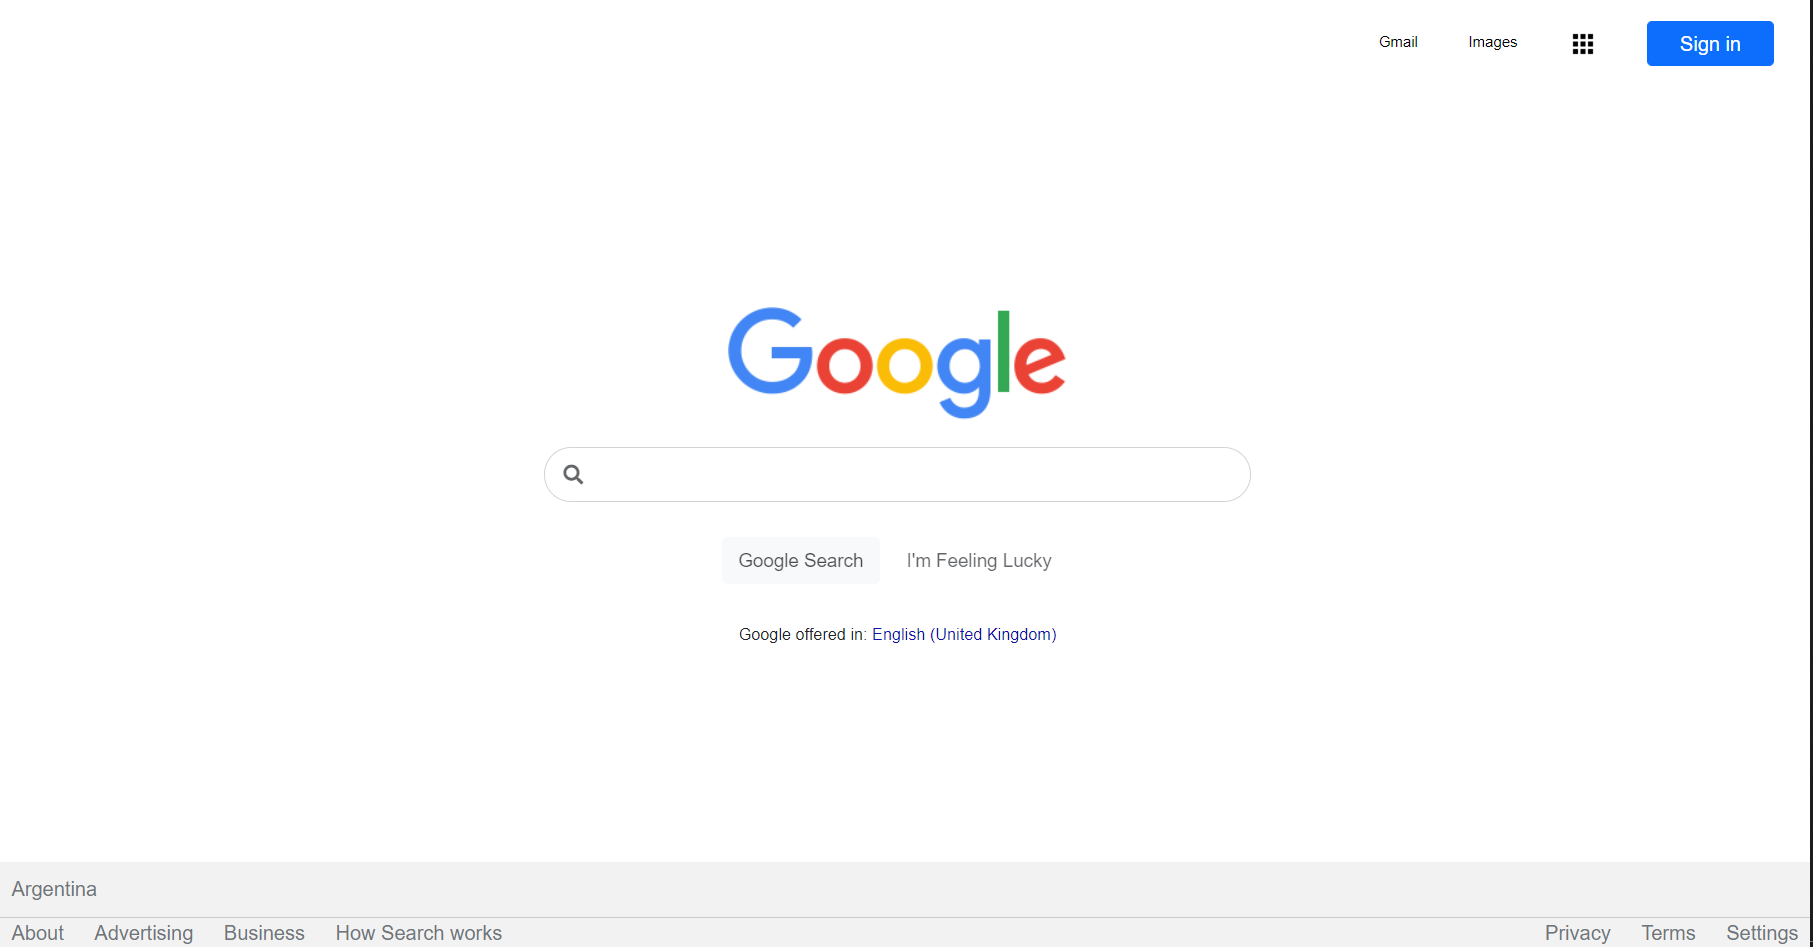 Gmail Images Sign in
Google
Google Search I'm Feeling Lucky
Google offered in: English (United Kingdom)
Argentina
About Advertising Business How Search works Privacy Terms Settings